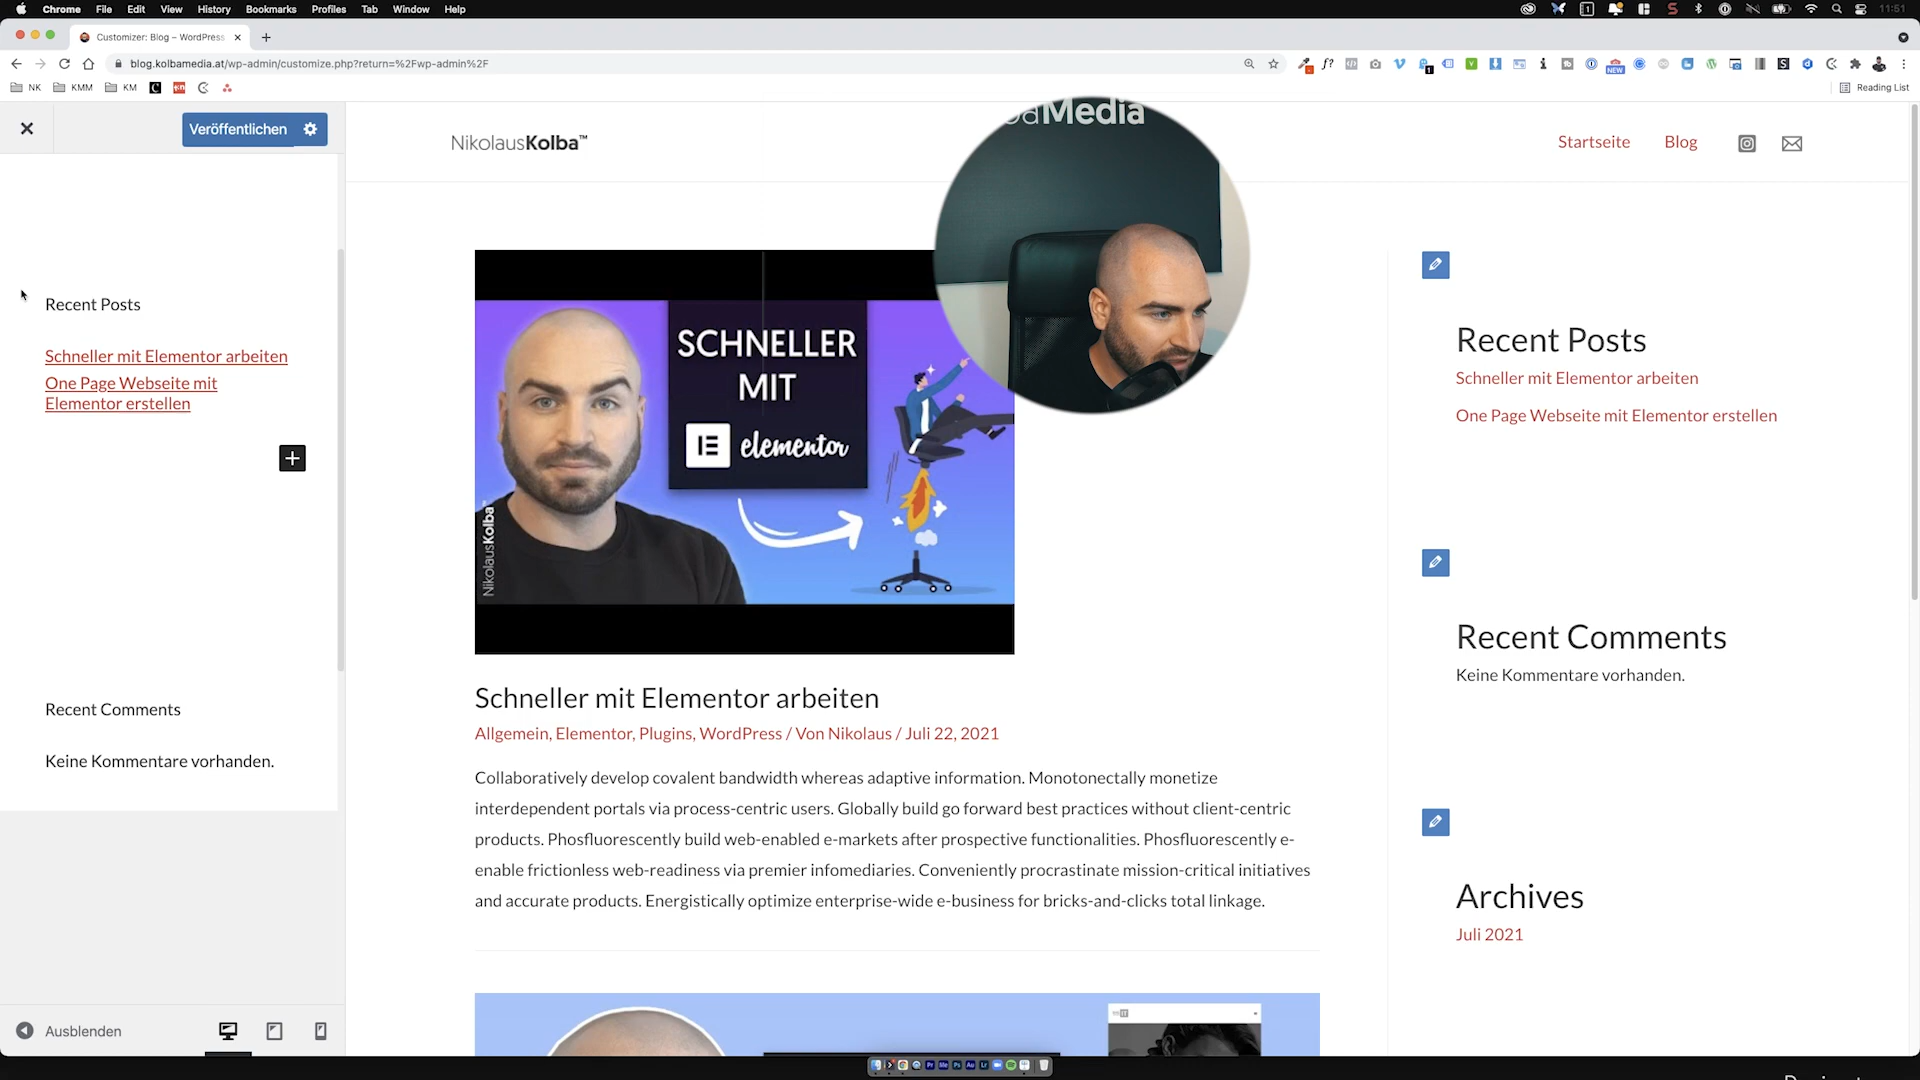 Chrome File Edit View History Bookmarks Profiles Tab Window Help
11:51
Customizer: Blog – WordPress
blog.kolbamedia.at/wp-admin/customize.php?return=%2Fwp-admin%2F
NK KMM KM
Reading List
Veröffentlichen
NikolausKolba™
Startseite Blog
aMedia
Recent Posts
Schneller mit Elementor arbeiten
One Page Webseite mit
Elementor erstellen
Recent Comments
Keine Kommentare vorhanden.
Ausblenden
SCHNELLER
MIT
elementor
NikolausKolba
Schneller mit Elementor arbeiten
Allgemein, Elementor, Plugins, WordPress / Von Nikolaus / Juli 22, 2021
Collaboratively develop covalent bandwidth whereas adaptive information. Monotonectally monetize
interdependent portals via process-centric users. Globally build go forward best practices without client-centric
products. Phosfluorescently build web-enabled e-markets after prospective functionalities. Phosfluorescently e-
enable frictionless web-readiness via premier infomediaries. Conveniently procrastinate mission-critical initiatives
and accurate products. Energistically optimize enterprise-wide e-business for bricks-and-clicks total linkage.
Recent Posts
Schneller mit Elementor arbeiten
One Page Webseite mit Elementor erstellen
Recent Comments
Keine Kommentare vorhanden.
Archives
Juli 2021